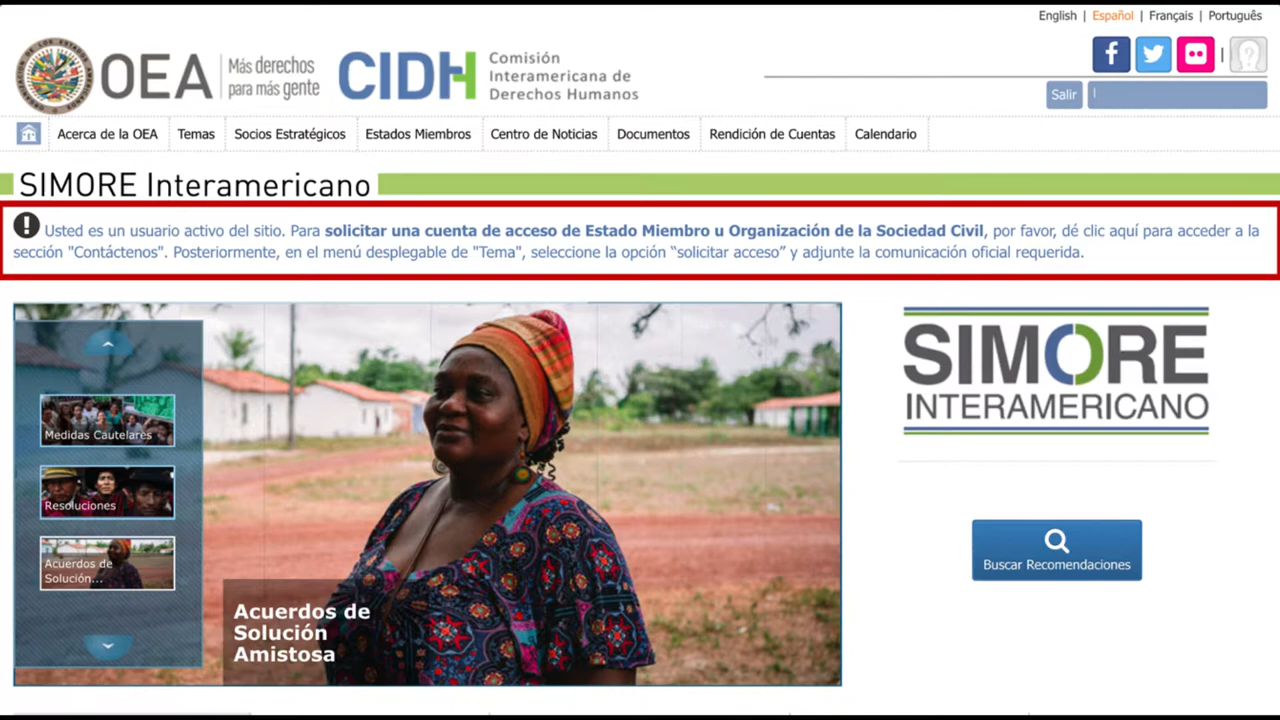 English | Español | Français | Português
OEA Más derechos para más gente
CIDH Comisión Interamericana de Derechos Humanos
Salir
Acerca de la OEA Temas Socios Estratégicos Estados Miembros Centro de Noticias Documentos Rendición de Cuentas Calendario
SIMORE Interamericano
Usted es un usuario activo del sitio. Para solicitar una cuenta de acceso de Estado Miembro u Organización de la Sociedad Civil, por favor, dé clic aquí para acceder a la
sección "Contáctenos". Posteriormente, en el menú desplegable de "Tema", seleccione la opción “solicitar acceso” y adjunte la comunicación oficial requerida.
Medidas Cautelares
Resoluciones
Acuerdos de
Solución...
Acuerdos de
Solución
Amistosa
SIMORE
INTERAMERICANO
Buscar Recomendaciones